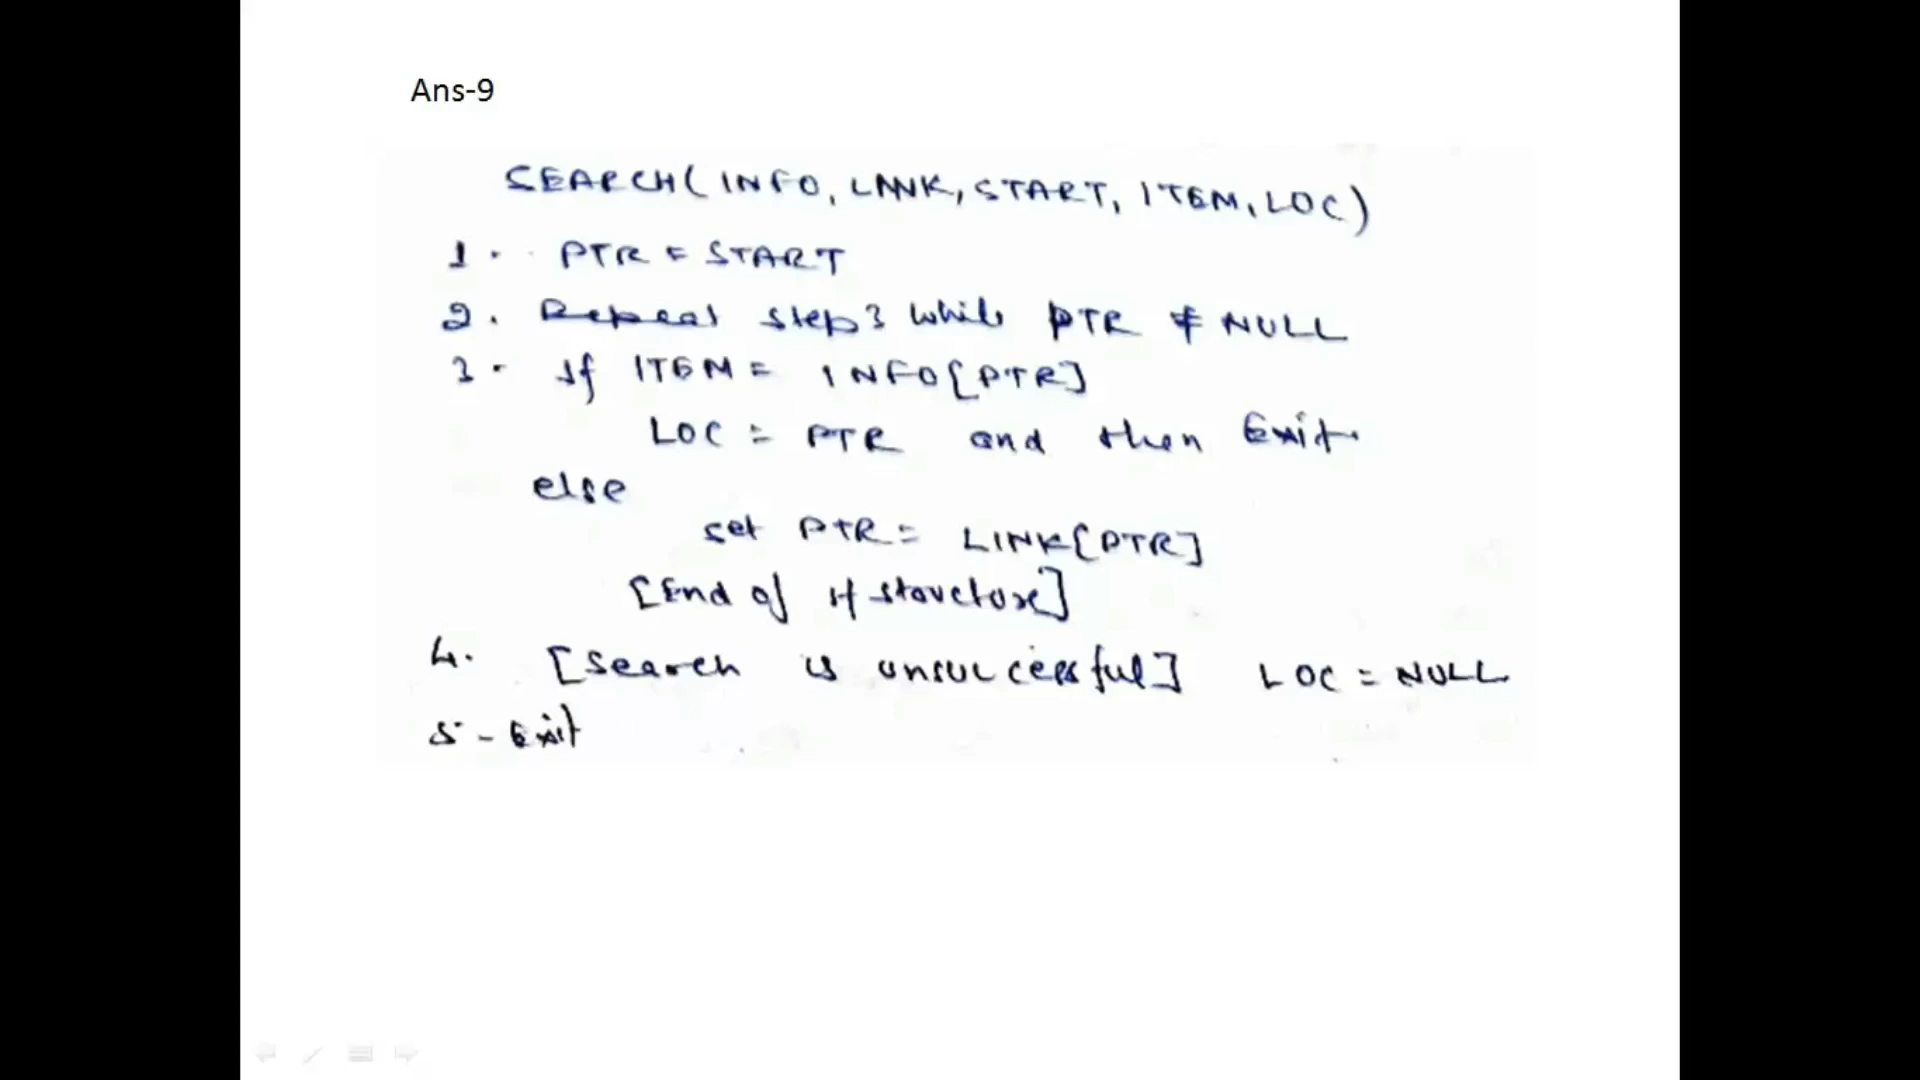 Ans-9
SEARCH(INFO, LINK, START, ITEM, LOC)
1. PTR = START
2. Repeat step 3 while PTR ≠ NULL
3. If ITEM = INFO[PTR]
LOC = PTR and then Exit.
else
set PTR = LINK[PTR]
[End of if structure]
4. [Search is unsuccessful] LOC = NULL
5 - Exit